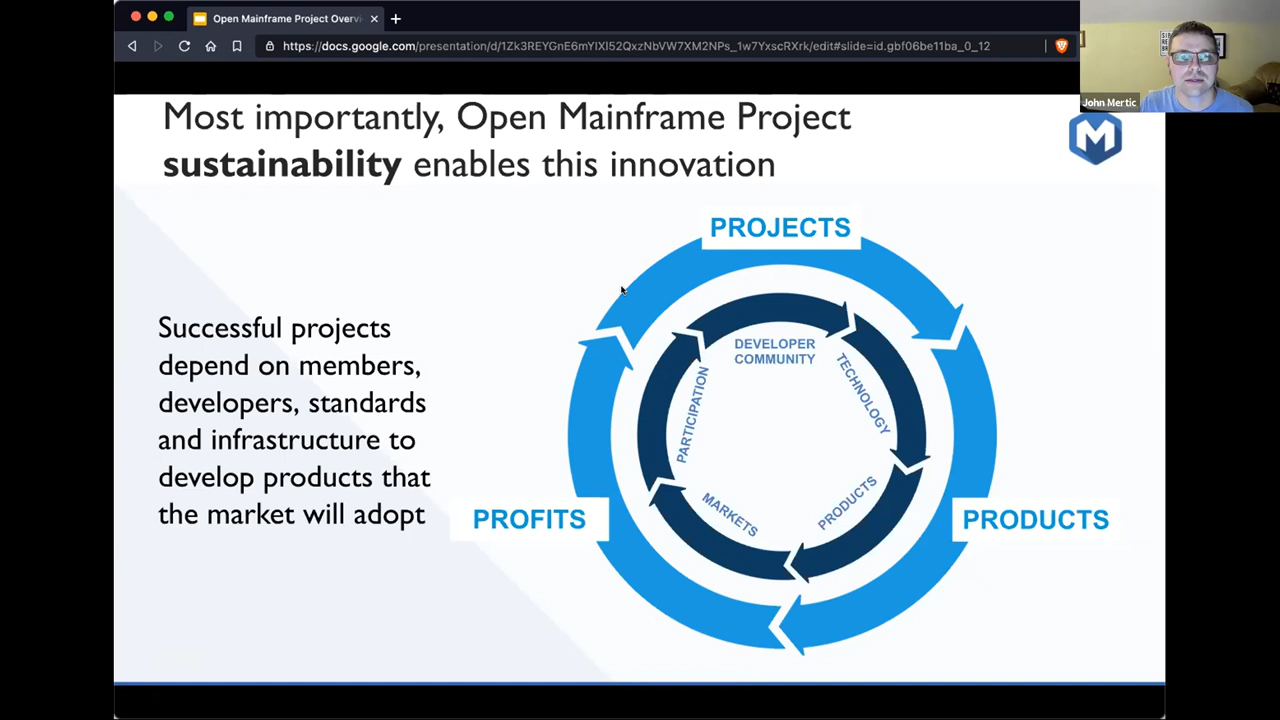 Open Mainframe Project Overvi
https://docs.google.com/presentation/d/1Zk3REYGnE6mYlXI52QxzNbVW7XM2NPs_1w7YxscRXrk/edit#slide=id.gbf06be11ba_0_12
John Mertic
Most importantly, Open Mainframe Project
sustainability enables this innovation
M
Successful projects
depend on members,
developers, standards
and infrastructure to
develop products that
the market will adopt
PROJECTS
PRODUCTS
PROFITS
DEVELOPER
COMMUNITY
TECHNOLOGY
PRODUCTS
MARKETS
PARTICIPATION